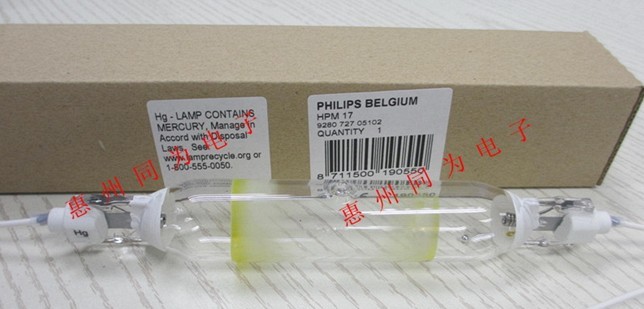 Hg - LAMP CONTAINS
MERCURY, Manage in
Accord with Disposal
Laws. See:
www.lamprecycle.org or
1-800-555-0050.
PHILIPS BELGIUM
HPM 17
9280 727 05102
QUANTITY 1
8 711500 190550
惠州同为电子
惠州同为电子
Hg